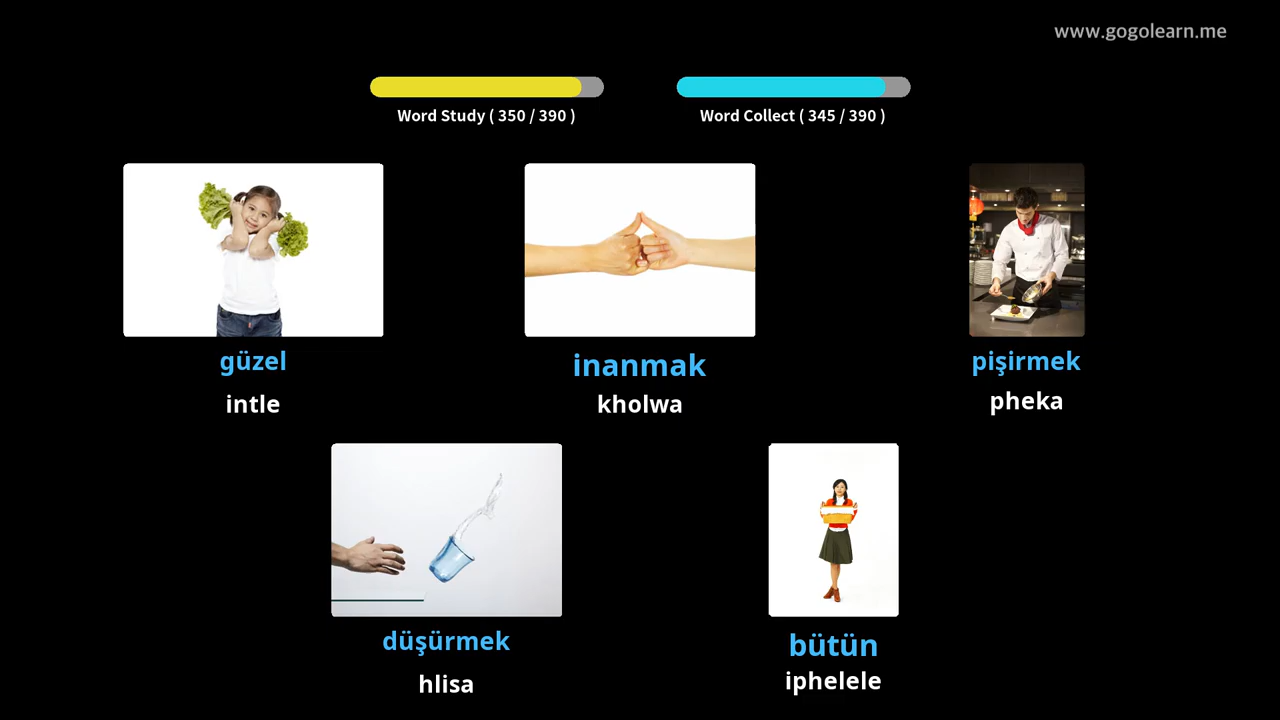 www.gogolearn.me
Word Study ( 350 / 390 )
Word Collect ( 345 / 390 )
güzel
intle
inanmak
kholwa
pişirmek
pheka
düşürmek
hlisa
bütün
iphelele